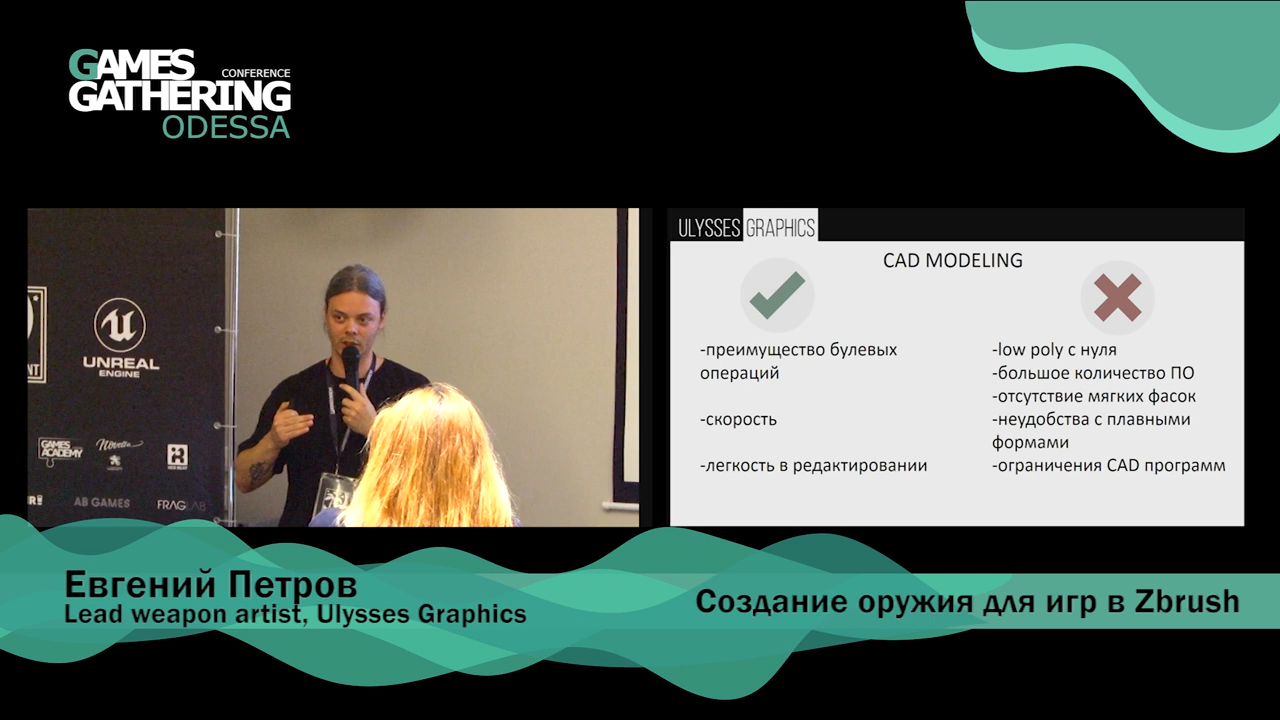 GAMES
CONFERENCE
GATHERING
ODESSA
UNREAL
ENGINE
GAMES
ACADEMY
Novella
AB GAMES
FRAGLAB
ULYSSES GRAPHICS
CAD MODELING
-преимущество булевых
операций
-скорость
-легкость в редактировании
-low poly с нуля
-большое количество ПО
-отсутствие мягких фасок
-неудобства с плавными
формами
-ограничения CAD программ
Евгений Петров
Lead weapon artist, Ulysses Graphics
Создание оружия для игр в Zbrush